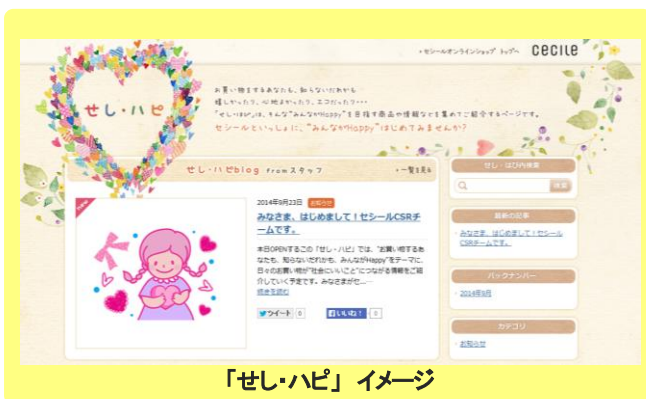 ・セシールオンラインショップ トップへ cecile
せし・ハピ
お買い物をするあなたも、知らないだれかも
嬉しかったり、心地よかったり、エコだったり・・・
「せし・はぴ」は、そんな"みんながHappy"を目指す商品や情報などを集めてご紹介するページです。
セシールといっしょに、"みんながHappy"はじめてみませんか?
せし・ハピblog fromスタッフ
・一覧を見る
NEW
2014年9月23日 お知らせ
みなさま、はじめまして!セシールCSRチ
ームです。
本日OPENするこの「せし・ハピ」では、"お買い物するあ
なたも、知らないだれかも、みんながHappy"をテーマに、
日々のお買い物が"社会にいいこと"につながる情報をご紹
介していく予定です。みなさまがセ...…
続きを読む
ツイート 0 いいね! 0
せし・はぴ内検索
検索
最新の記事
みなさま、はじめまして!セシール
CSRチームです。
バックナンバー
2014年9月
カテゴリ
お知らせ
「せし・ハピ」 イメージ